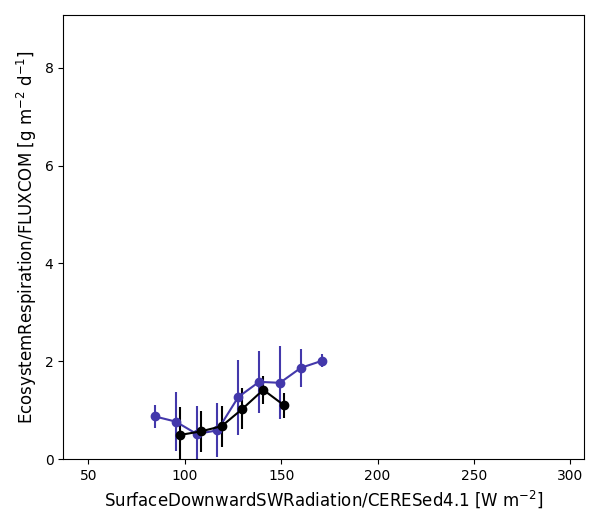 EcosystemRespiration/FLUXCOM [g m⁻² d⁻¹]
8
6
4
2
0
50 100 150 200 250 300
SurfaceDownwardSWRadiation/CERESed4.1 [W m⁻²]